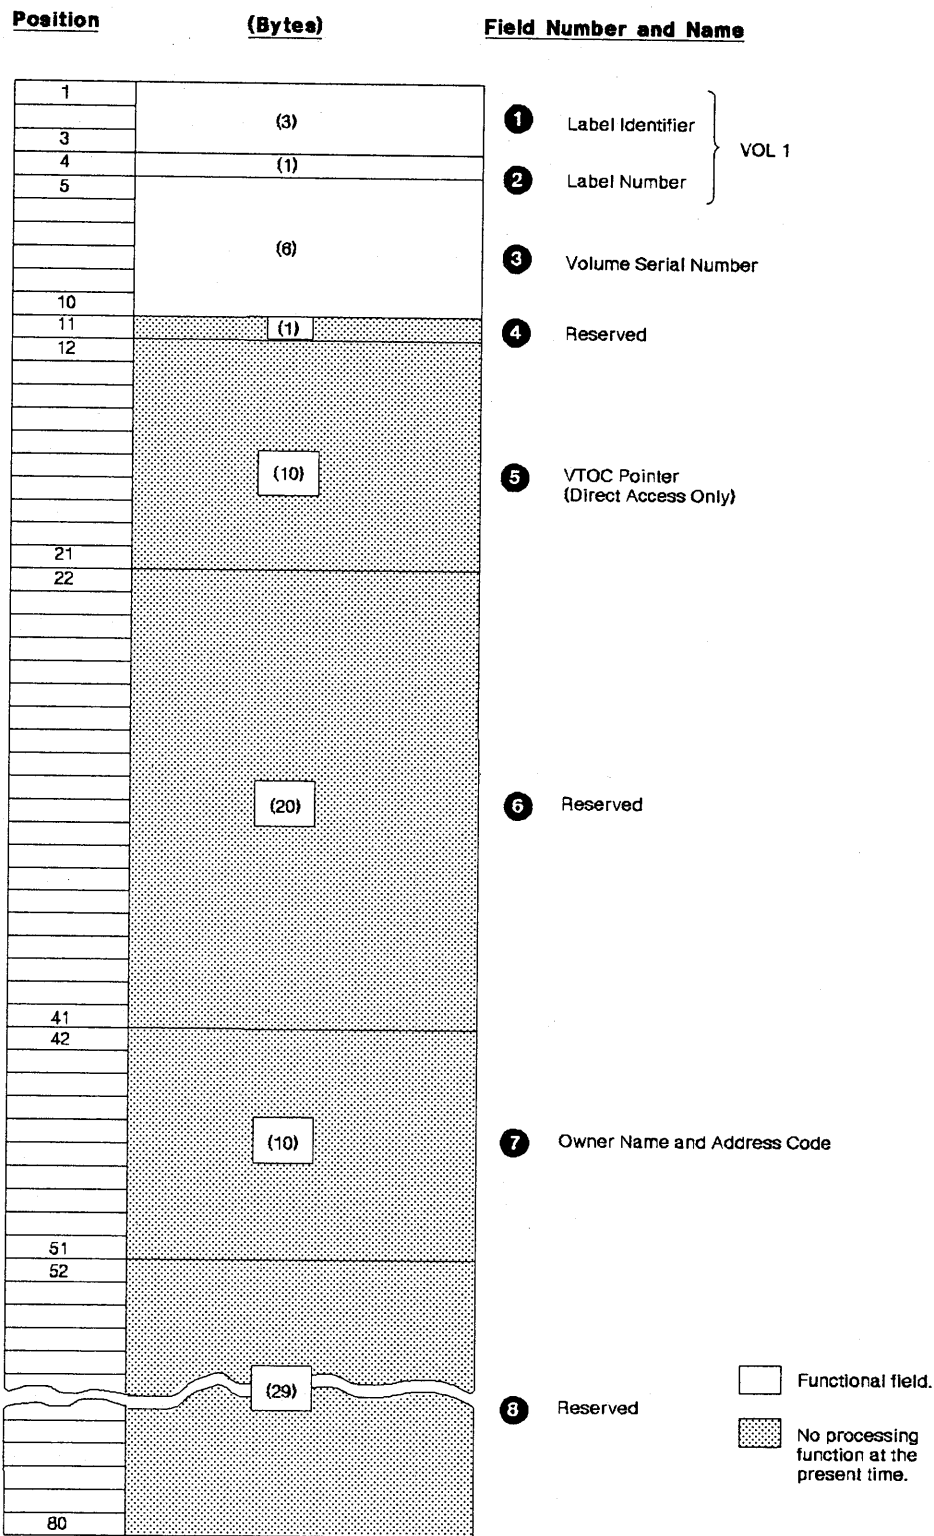 Position (Bytes) Field Number and Name
1
(3)
1 Label Identifier
3
VOL 1
4 (1)
2 Label Number
5
(6)
3 Volume Serial Number
10
11 (1) 4 Reserved
12
(10) 5 VTOC Pointer
(Direct Access Only)
21
22
(20) 6 Reserved
41
42
(10) 7 Owner Name and Address Code
51
52
(29)
8 Reserved
Functional field.
No processing
function at the
present time.
80